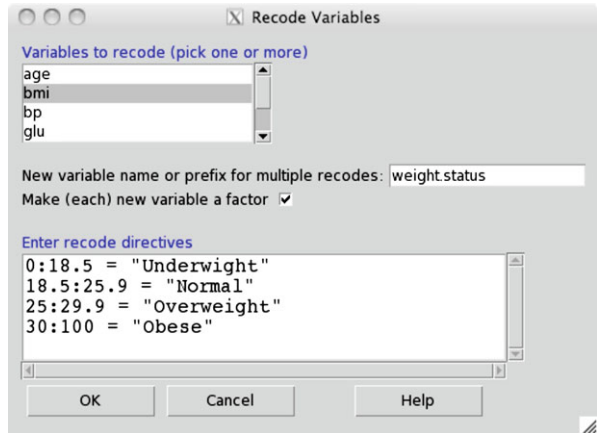 Recode Variables
Variables to recode (pick one or more)
age
bmi
bp
glu
New variable name or prefix for multiple recodes: weight.status
Make (each) new variable a factor
Enter recode directives
0:18.5 = "Underwight"
18.5:25.9 = "Normal"
25:29.9 = "Overweight"
30:100 = "Obese"
OK Cancel Help